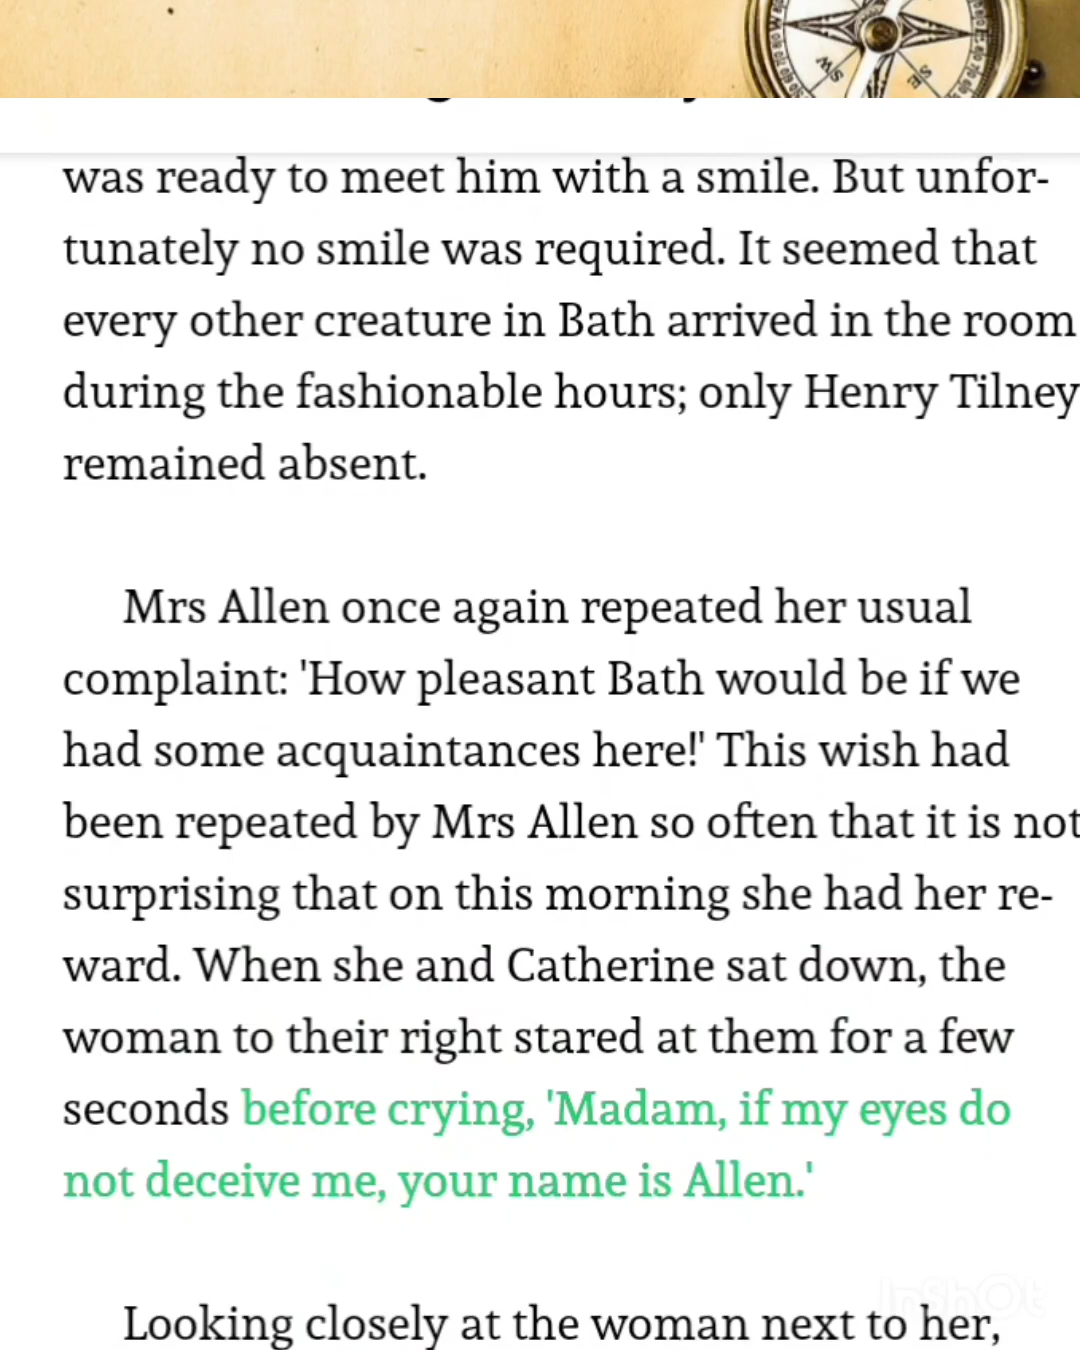 SW
SE
was ready to meet him with a smile. But unfor-
tunately no smile was required. It seemed that
every other creature in Bath arrived in the room
during the fashionable hours; only Henry Tilney
remained absent.
Mrs Allen once again repeated her usual
complaint: 'How pleasant Bath would be if we
had some acquaintances here!' This wish had
been repeated by Mrs Allen so often that it is not
surprising that on this morning she had her re-
ward. When she and Catherine sat down, the
woman to their right stared at them for a few
seconds before crying, 'Madam, if my eyes do
not deceive me, your name is Allen.'
InShOt
Looking closely at the woman next to her,